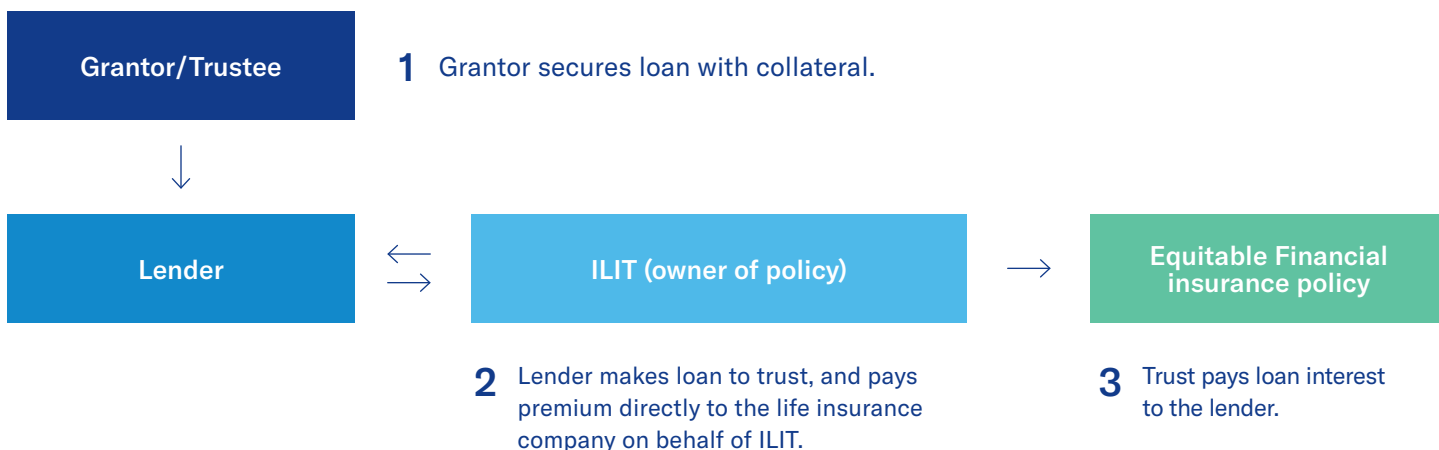 Grantor/Trustee
1 Grantor secures loan with collateral.
Lender
ILIT (owner of policy)
Equitable Financial
insurance policy
2 Lender makes loan to trust, and pays
premium directly to the life insurance
company on behalf of ILIT.
3 Trust pays loan interest
to the lender.